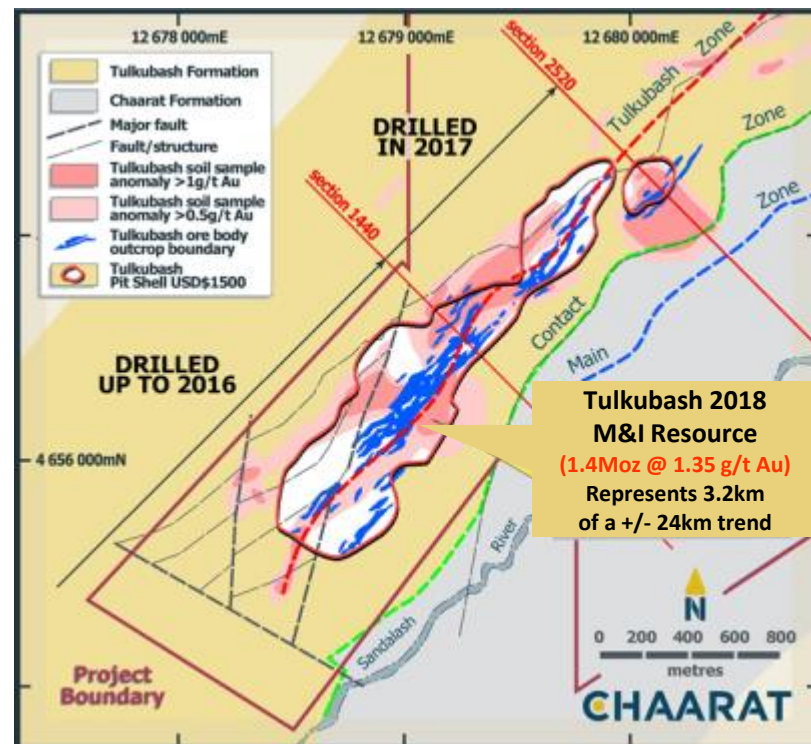 12 678 000mE
12 679 000mE
12 680 000mE
Tulkubash Formation
Chaarat Formation
Major fault
Fault/structure
Tulkubash soil sample
anomaly >1g/t Au
Tulkubash soil sample
anomaly >0.5g/t Au
Tulkubash ore body
outcrop boundary
Tulkubash
Pit Shell USD$1500
DRILLED
IN 2017
section 2520
Tulkubash Zone
section 1440
Contact Zone
Main Zone
DRILLED
UP TO 2016
4 656 000mN
Tulkubash 2018
M&I Resource
(1.4Moz @ 1.35 g/t Au)
Represents 3.2km
of a +/- 24km trend
Sandalash River
Project
Boundary
N
0 200 400 600 800
metres
CHAARAT